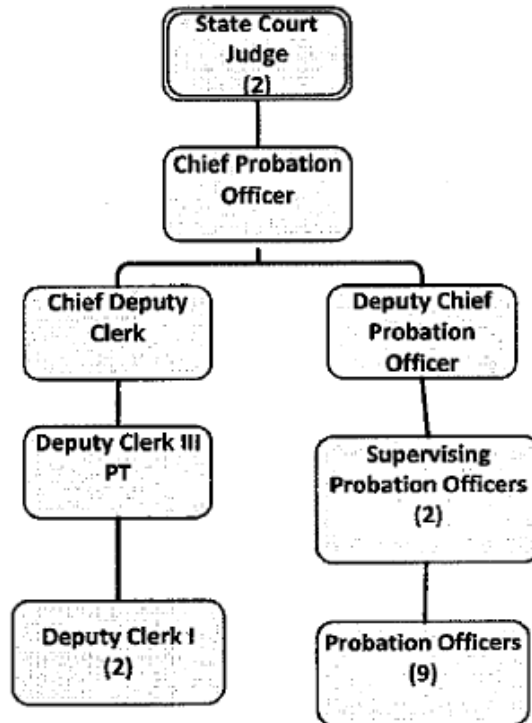 State Court
Judge
(2)
Chief Probation
Officer
Chief Deputy
Clerk
Deputy Chief
Probation
Officer
Deputy Clerk III
PT
Supervising
Probation Officers
(2)
Deputy Clerk I
(2)
Probation Officers
(9)